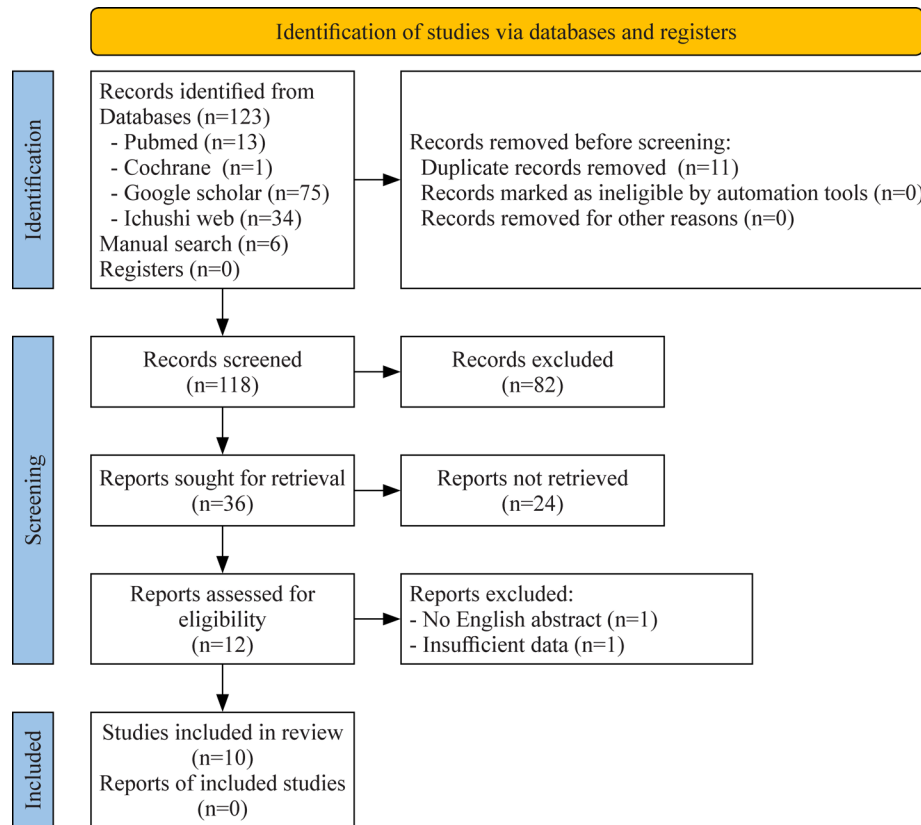 Identification of studies via databases and registers
Identification
Records identified from
Databases (n=123)
- Pubmed (n=13)
- Cochrane (n=1)
- Google scholar (n=75)
- Ichushi web (n=34)
Manual search (n=6)
Registers (n=0)
Records removed before screening:
Duplicate records removed (n=11)
Records marked as ineligible by automation tools (n=0)
Records removed for other reasons (n=0)
Screening
Records screened
(n=118)
Records excluded
(n=82)
Reports sought for retrieval
(n=36)
Reports not retrieved
(n=24)
Reports assessed for
eligibility
(n=12)
Reports excluded:
- No English abstract (n=1)
- Insufficient data (n=1)
Included
Studies included in review
(n=10)
Reports of included studies
(n=0)